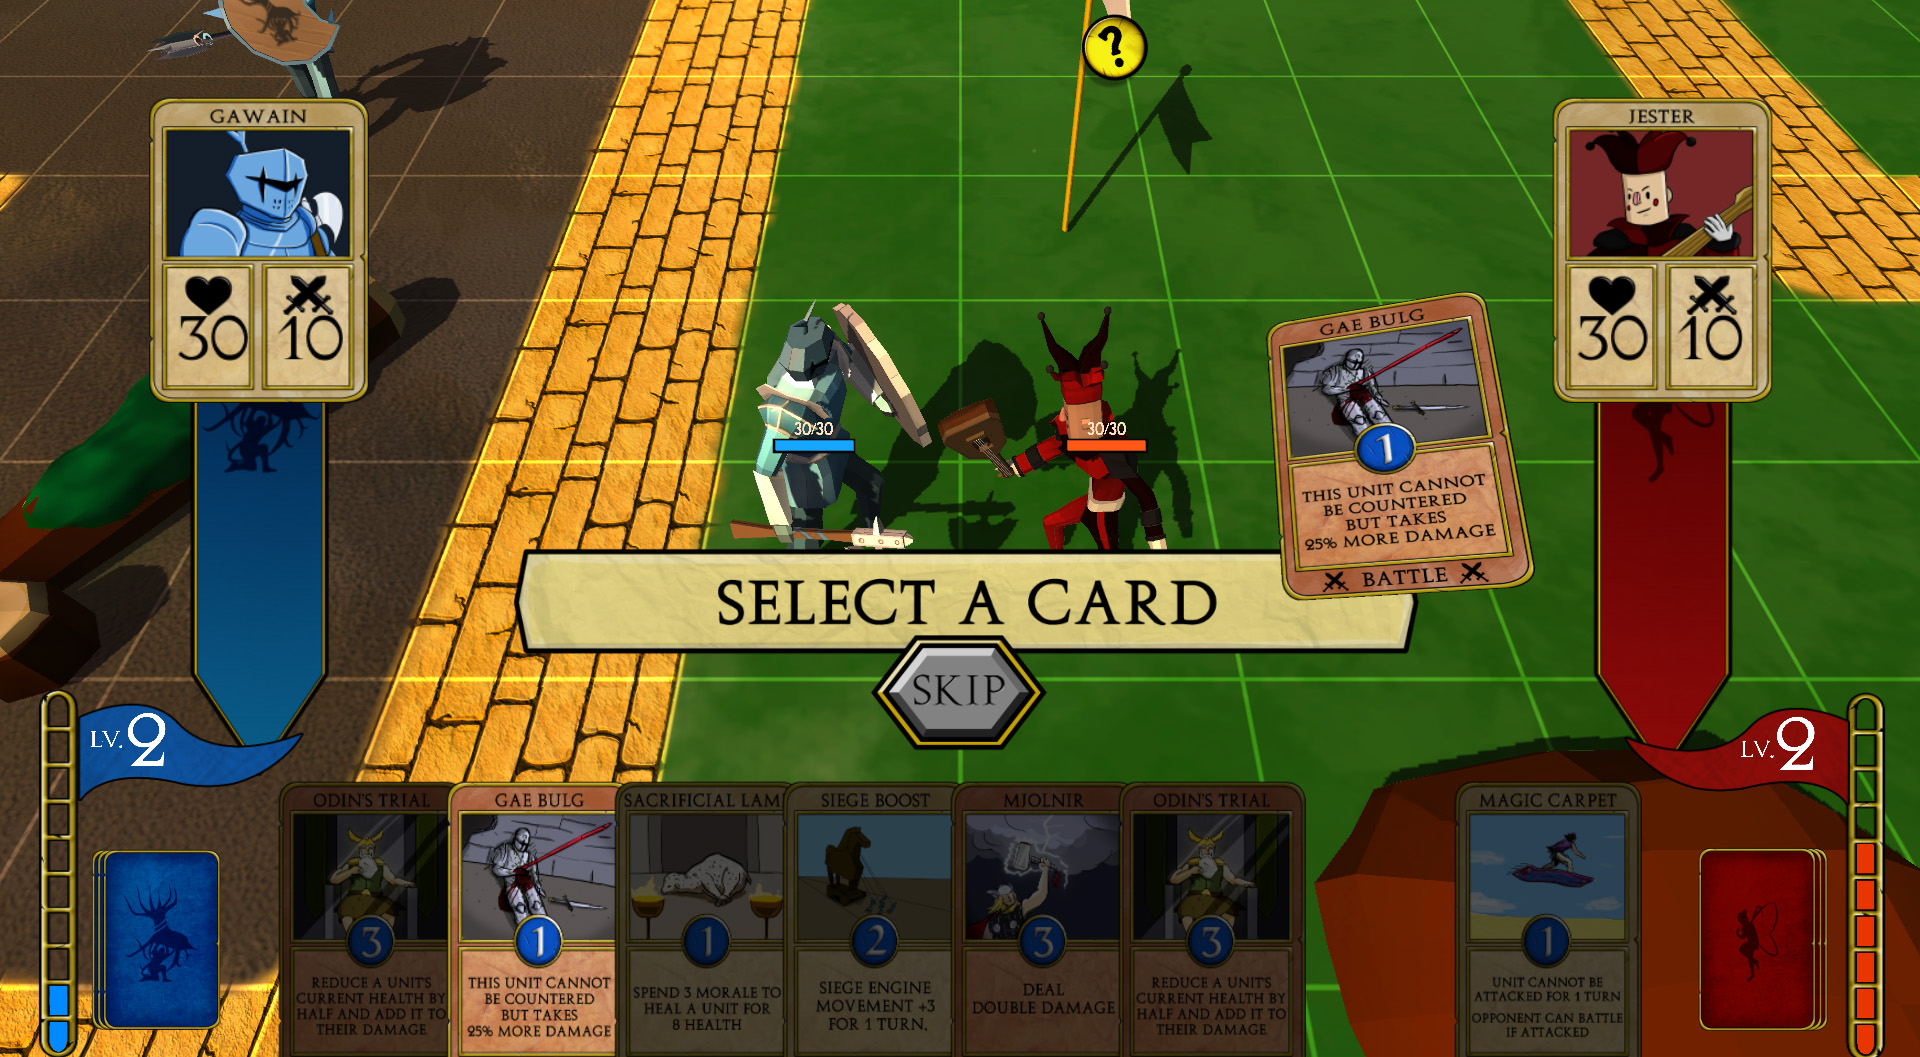 ?
GAWAIN
30
10
JESTER
30
10
30/30
30/30
GAE BULG
1
THIS UNIT CANNOT
BE COUNTERED
BUT TAKES
25% MORE DAMAGE
BATTLE
SELECT A CARD
SKIP
LV.2
LV.2
ODIN'S TRIAL
3
REDUCE A UNITS
CURRENT HEALTH BY
HALF AND ADD IT TO
THEIR DAMAGE
GAE BULG
1
THIS UNIT CANNOT
BE COUNTERED
BUT TAKES
25% MORE DAMAGE
SACRIFICIAL LAM
1
SPEND 3 MORALE TO
HEAL A UNIT FOR
8 HEALTH
SIEGE BOOST
2
SIEGE ENGINE
MOVEMENT +3
FOR 1 TURN.
MJOLNIR
3
DEAL
DOUBLE DAMAGE
ODIN'S TRIAL
3
REDUCE A UNITS
CURRENT HEALTH BY
HALF AND ADD IT TO
THEIR DAMAGE
MAGIC CARPET
1
UNIT CANNOT BE
ATTACKED FOR 1 TURN
OPPONENT CAN BATTLE
IF ATTACKED